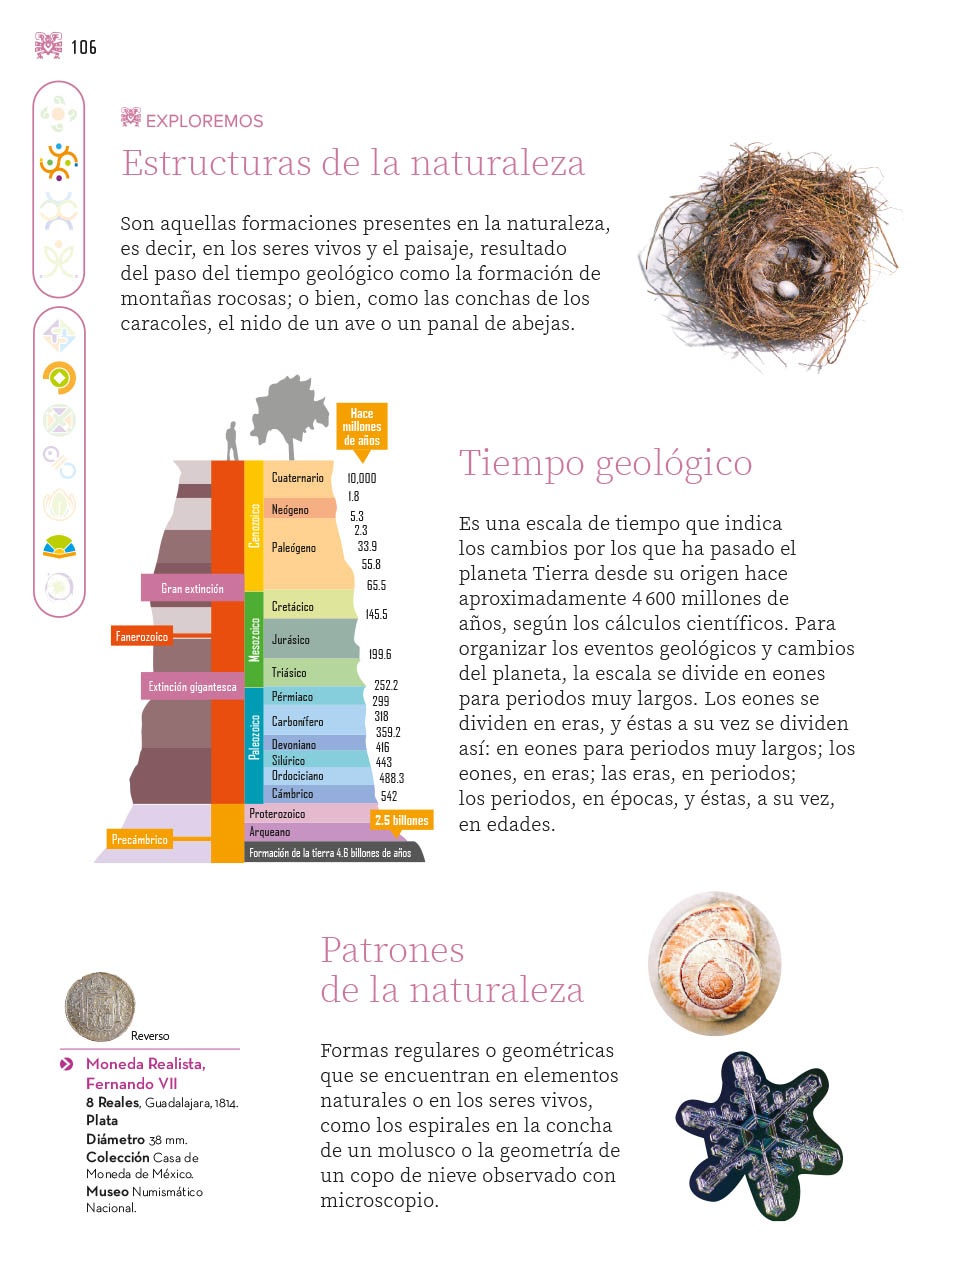 106
EXPLOREMOS
Estructuras de la naturaleza
Son aquellas formaciones presentes en la naturaleza,
es decir, en los seres vivos y el paisaje, resultado
del paso del tiempo geológico como la formación de
montañas rocosas; o bien, como las conchas de los
caracoles, el nido de un ave o un panal de abejas.
Hace
millones
de años
Cenozoico
Cuaternario
10,000
1.8
Neógeno
5.3
2.3
Paleógeno
33.9
55.8
65.5
Gran extinción
Mesozoico
Cretácico
145.5
Fanerozoico
Jurásico
199.6
Triásico
252.2
Extinción gigantesca
Paleozoico
Pérmiaco
299
318
Carbonífero
359.2
Devoniano
416
Silúrico
443
Ordociciano
488.3
Cámbrico
542
Proterozoico
2.5 billones
Arqueano
Precámbrico
Formación de la tierra 4.6 billones de años
Tiempo geológico
Es una escala de tiempo que indica
los cambios por los que ha pasado el
planeta Tierra desde su origen hace
aproximadamente 4 600 millones de
años, según los cálculos científicos. Para
organizar los eventos geológicos y cambios
del planeta, la escala se divide en eones
para periodos muy largos. Los eones se
dividen en eras, y éstas a su vez se dividen
así: en eones para periodos muy largos; los
eones, en eras; las eras, en periodos;
los periodos, en épocas, y éstas, a su vez,
en edades.
Patrones
de la naturaleza
Formas regulares o geométricas
que se encuentran en elementos
naturales o en los seres vivos,
como los espirales en la concha
de un molusco o la geometría de
un copo de nieve observado con
microscopio.
Reverso
Moneda Realista,
Fernando VII
8 Reales, Guadalajara, 1814.
Plata
Diámetro 38 mm.
Colección Casa de
Moneda de México.
Museo Numismático
Nacional.